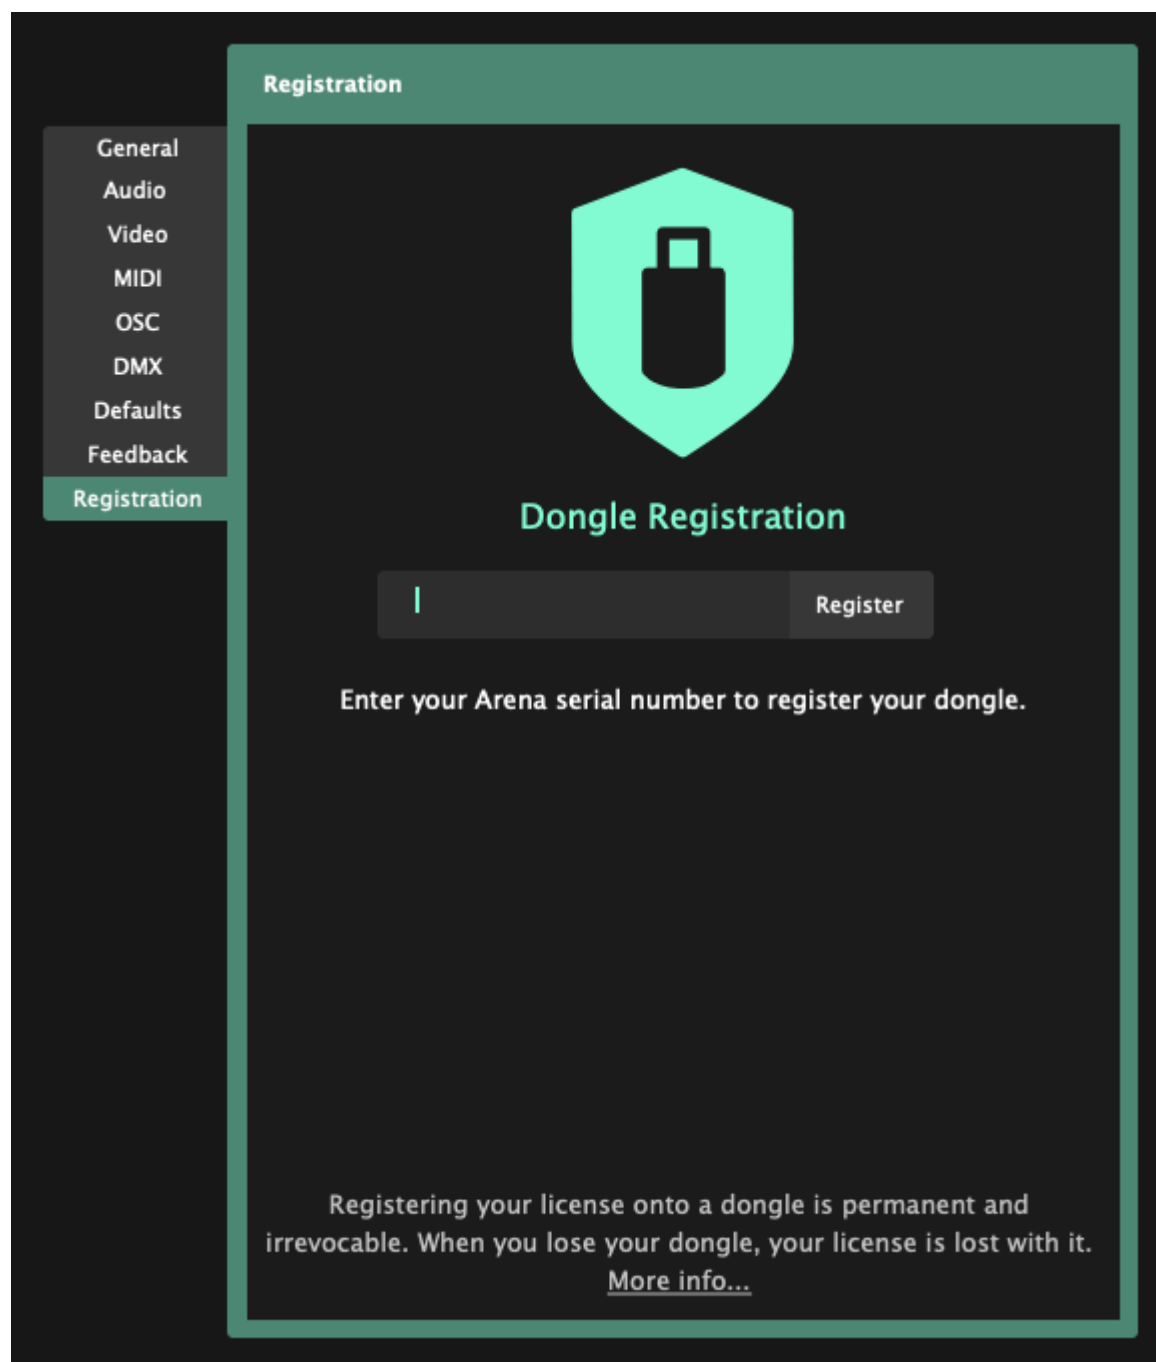 Registration
General
Audio
Video
MIDI
OSC
DMX
Defaults
Feedback
Registration
Dongle Registration
Register
Enter your Arena serial number to register your dongle.
Registering your license onto a dongle is permanent and
irrevocable. When you lose your dongle, your license is lost with it.
More info...